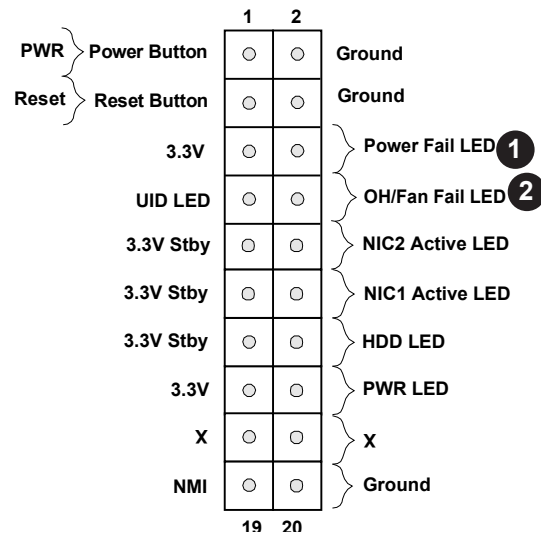 1 2
PWR Power Button Ground
Reset Reset Button Ground
3.3V Power Fail LED 1
UID LED OH/Fan Fail LED 2
3.3V Stby NIC2 Active LED
3.3V Stby NIC1 Active LED
3.3V Stby HDD LED
3.3V PWR LED
X X
NMI Ground
19 20